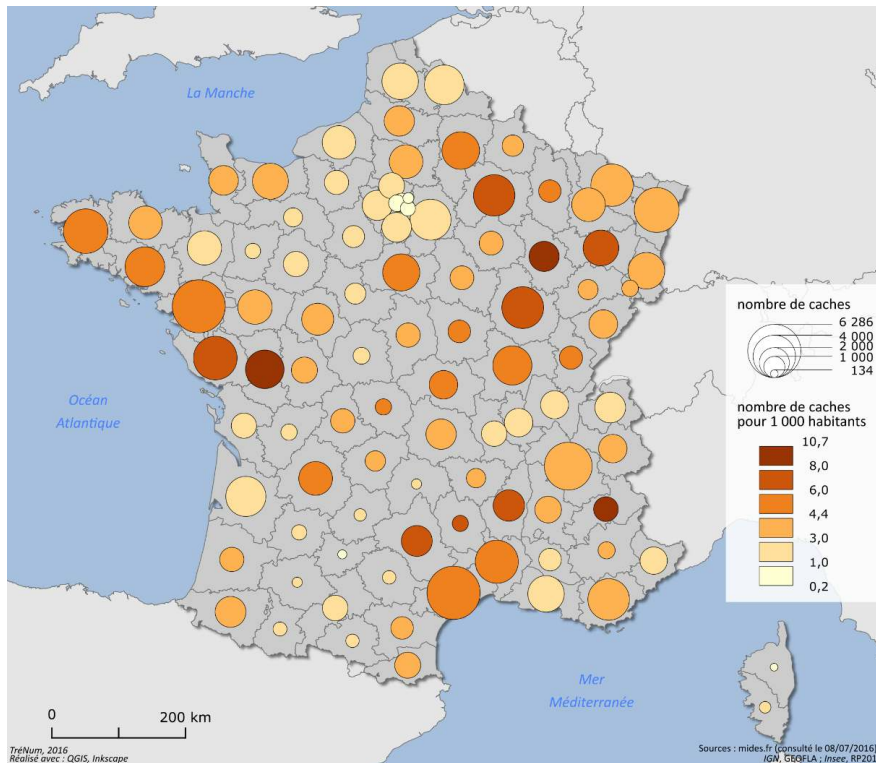 La Manche
Océan
Atlantique
nombre de caches
6 286
4 000
2 000
1 000
134
nombre de caches
pour 1 000 habitants
10,7
8,0
6,0
4,4
3,0
1,0
0,2
Mer
Méditerranée
0
200 km
TréNum, 2016
Réalisé avec : QGIS, Inkscape
Sources : mides.fr (consulté le 08/07/2016)
IGN, GEOFLA ; Insee, RP201